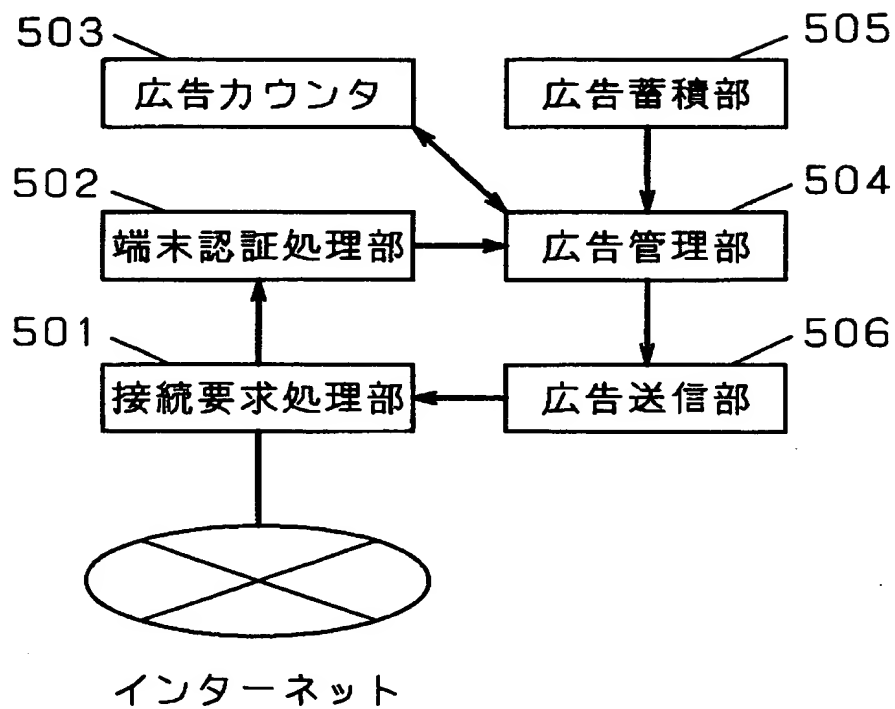 503
広告カウンタ
505
広告蓄積部
502
端末認証処理部
504
広告管理部
501
接続要求処理部
506
広告送信部
インターネット